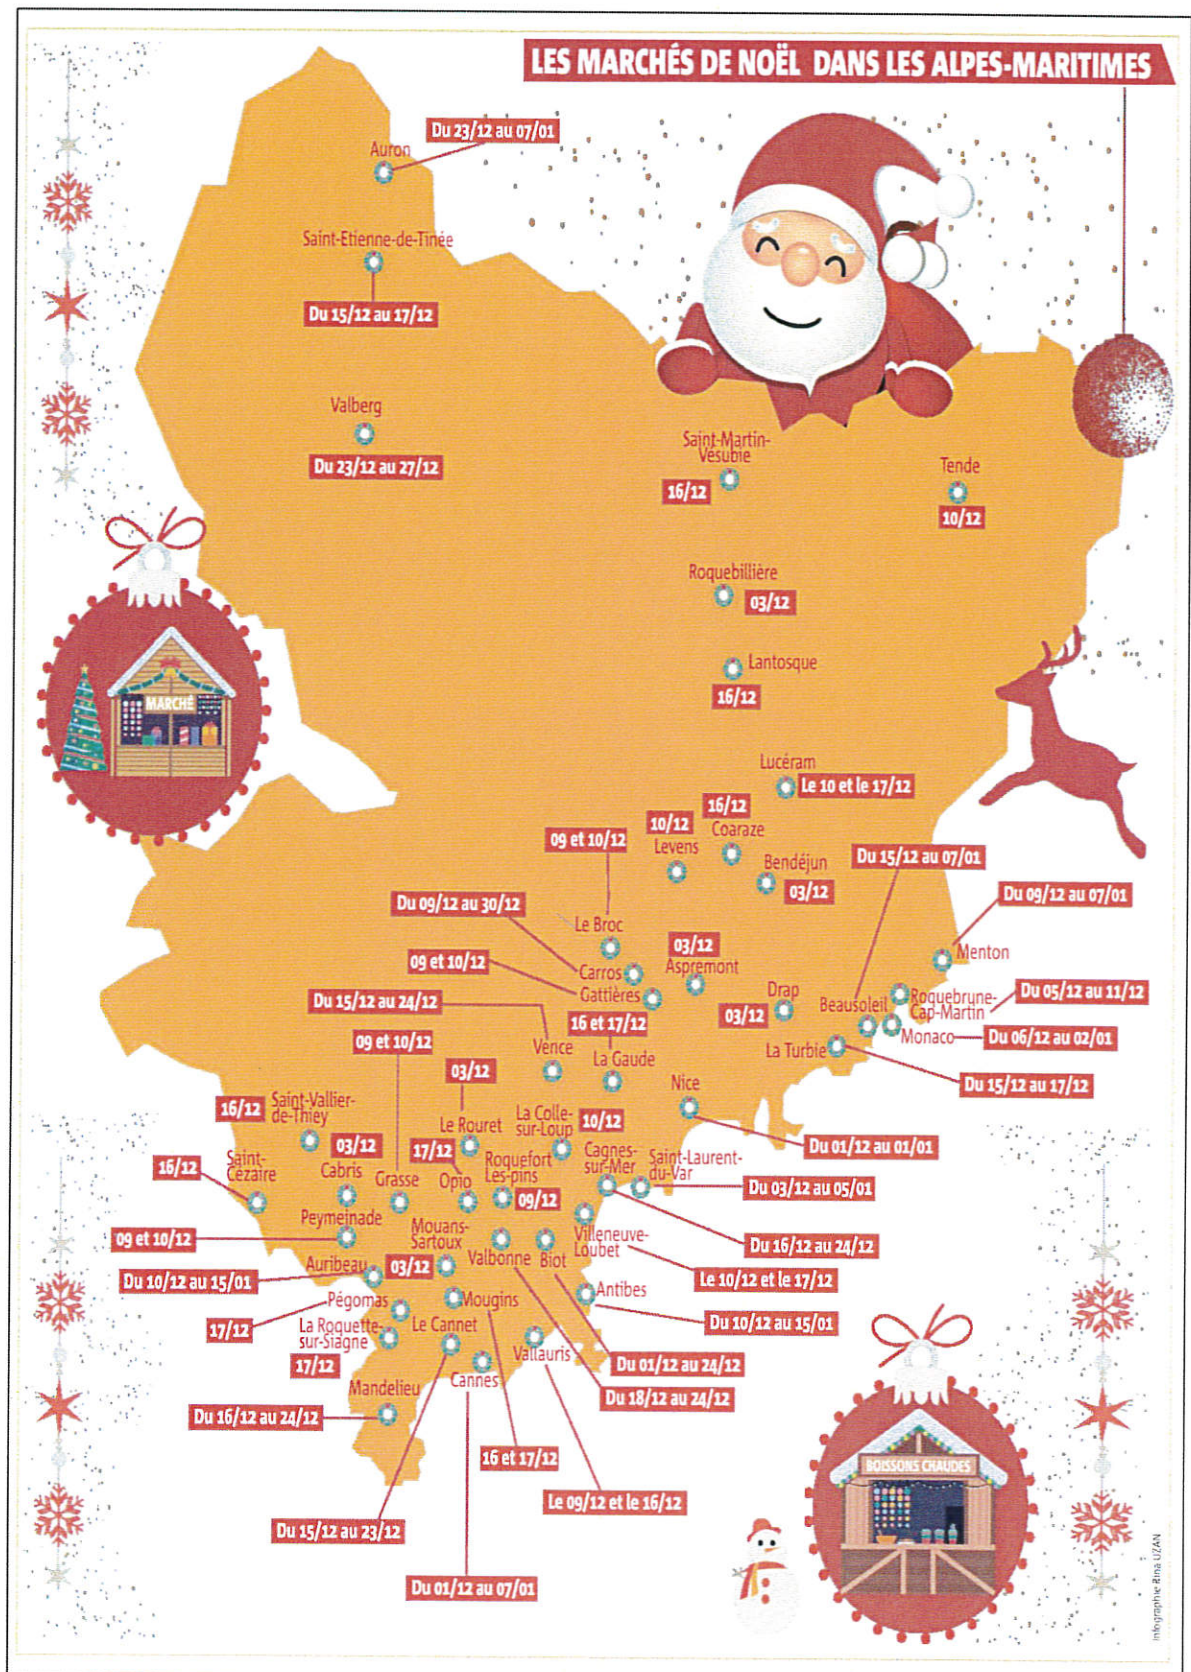 LES MARCHÉS DE NOËL DANS LES ALPES-MARITIMES
Du 23/12 au 07/01
Auron
Saint-Etienne-de-Tinée
Du 15/12 au 17/12
Valberg
Du 23/12 au 27/12
Saint-Martin-
Vésubie
16/12
Tende
10/12
Roquebillière
03/12
Lantosque
16/12
MARCHÉ
Lucéram
Le 10 et le 17/12
16/12
Coaraze
10/12
Levens
Bendéjun
03/12
09 et 10/12
Le Broc
Du 15/12 au 07/01
Beausoleil
Du 09/12 au 07/01
Menton
Du 09/12 au 30/12
Carros
09 et 10/12
Gattières
03/12
Aspremont
Drap
03/12
Roquebrune-
Cap-Martin
Du 05/12 au 11/12
Monaco
Du 06/12 au 02/01
La Turbie
Du 15/12 au 17/12
Du 15/12 au 24/12
Vence
16 et 17/12
La Gaude
09 et 10/12
Grasse
03/12
Le Rouret
Nice
Du 01/12 au 01/01
16/12
Saint-Vallier-
de-Thiey
La Colle-
sur-Loup
10/12
03/12
Cabris
17/12
Opio
Roquefort
Les-pins
09/12
Cagnes-
sur-Mer
Saint-Laurent-
du-Var
Du 03/12 au 05/01
16/12
Saint-
Cézaire
Peymeinade
09 et 10/12
Mouans-
Sartoux
03/12
Valbonne
Biot
Villeneuve-
Loubet
Du 16/12 au 24/12
Le 10/12 et le 17/12
Auribeau
Du 10/12 au 15/01
Pégomas
17/12
Mougins
Antibes
Du 10/12 au 15/01
La Roquette-
sur-Siagne
17/12
Le Cannet
Vallauris
Du 01/12 au 24/12
Cannes
Du 18/12 au 24/12
Mandelieu
Du 16/12 au 24/12
16 et 17/12
Le 09/12 et le 16/12
Du 15/12 au 23/12
Du 01/12 au 07/01
BOISSONS CHAUDES
Infographie Rina UZAN